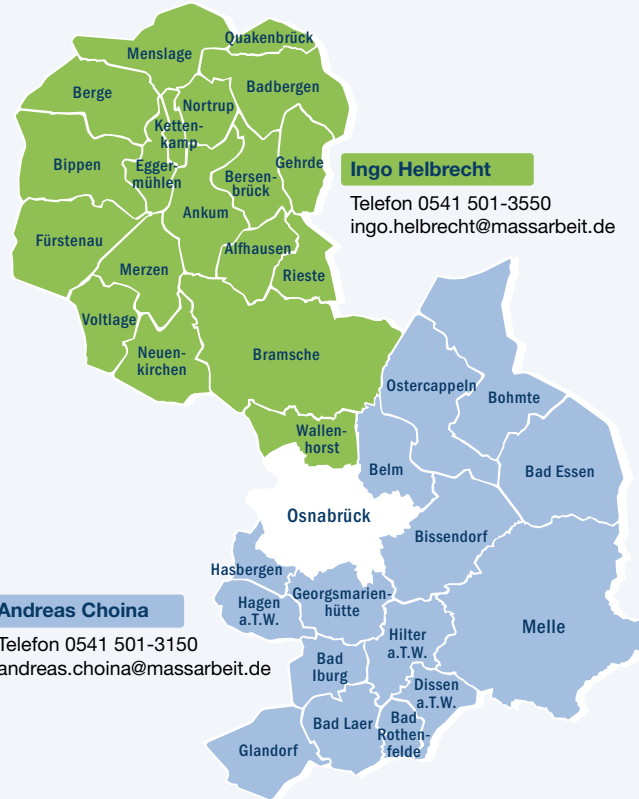 Quakenbrück
Menslage
Badbergen
Berge
Nortrup
Ketten-
kamp
Gehrde
Bippen
Egger-
mühlen
Bersen-
brück
Ingo Helbrecht
Telefon 0541 501-3550
ingo.helbrecht@massarbeit.de
Ankum
Fürstenau
Alfhausen
Merzen
Rieste
Voltlage
Neuen-
kirchen
Bramsche
Ostercappeln
Bohmte
Wallen-
horst
Belm
Bad Essen
Osnabrück
Bissendorf
Hasbergen
Georgsmarien-
hütte
Hagen
a.T.W.
Andreas Choina
Telefon 0541 501-3150
andreas.choina@massarbeit.de
Melle
Hilter
a.T.W.
Bad
Iburg
Dissen
a.T.W.
Bad Laer
Bad
Rothen-
felde
Glandorf